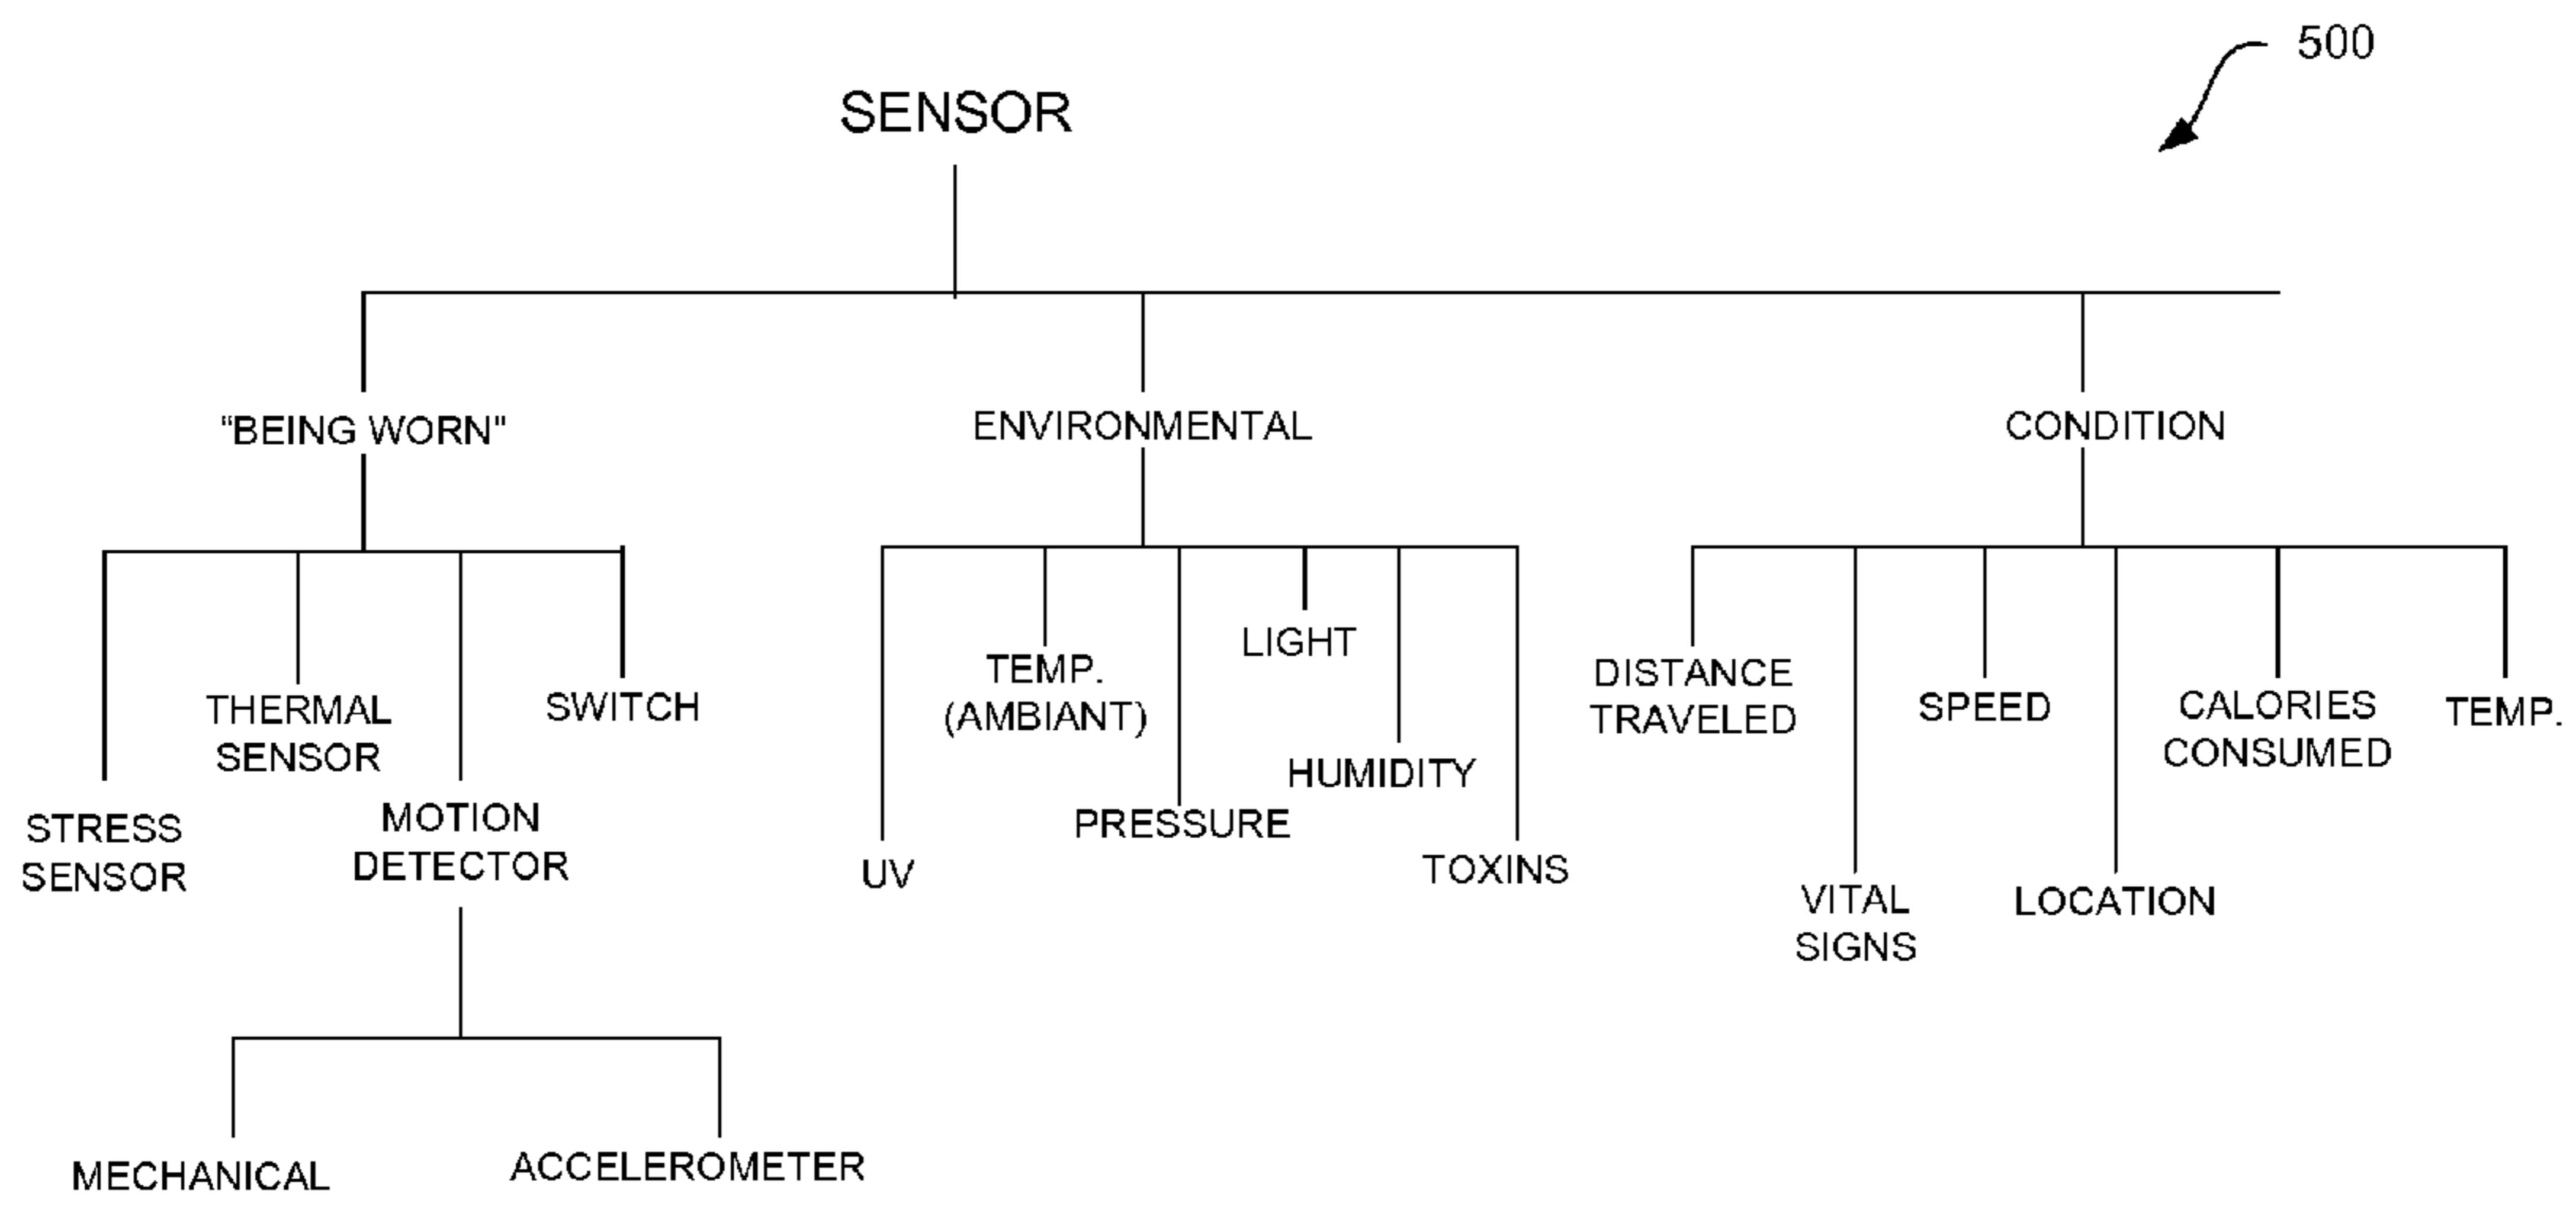 500
SENSOR
“BEING WORN"
ENVIRONMENTAL
CONDITION
STRESS
SENSOR
THERMAL
SENSOR
MOTION
DETECTOR
SWITCH
MECHANICAL
ACCELEROMETER
UV
TEMP.
(AMBIANT)
PRESSURE
LIGHT
HUMIDITY
TOXINS
DISTANCE
TRAVELED
VITAL
SIGNS
SPEED
LOCATION
CALORIES
CONSUMED
TEMP.